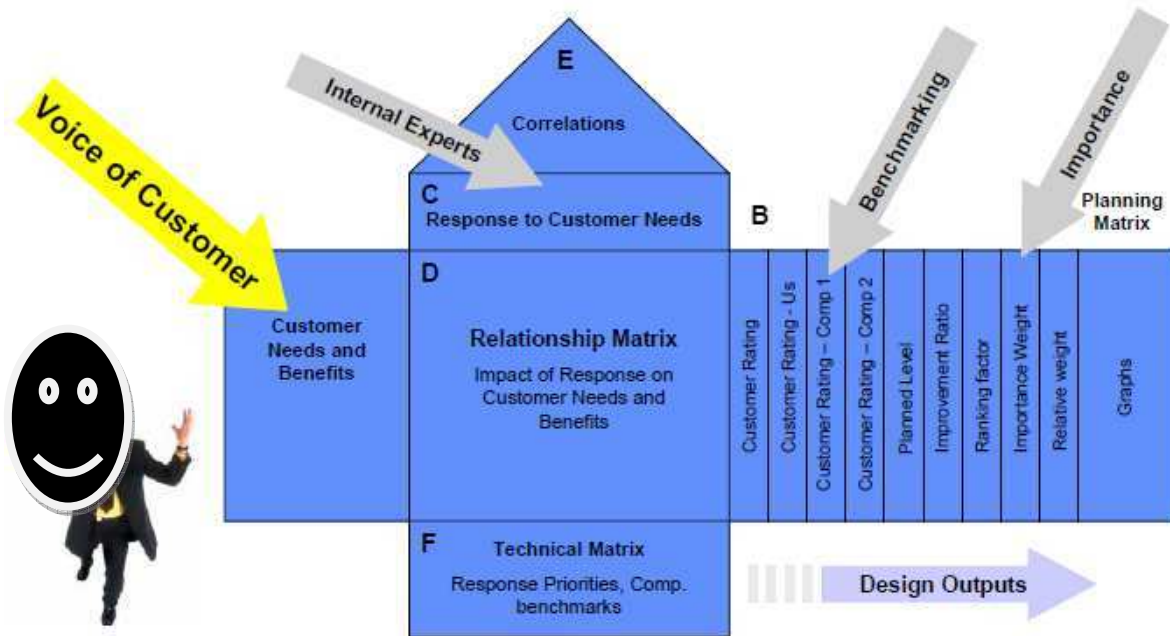 E
Correlations
Internal Experts
Voice of Customer
Benchmarking
Importance
C
Response to Customer Needs
B
Planning
Matrix
Customer
Needs and
Benefits
D
Relationship Matrix
Impact of Response on
Customer Needs and
Benefits
Customer Rating
Customer Rating - Us
Customer Rating – Comp 1
Customer Rating – Comp 2
Planned Level
Improvement Ratio
Ranking factor
Importance Weight
Relative weight
Graphs
F
Technical Matrix
Response Priorities, Comp.
benchmarks
Design Outputs